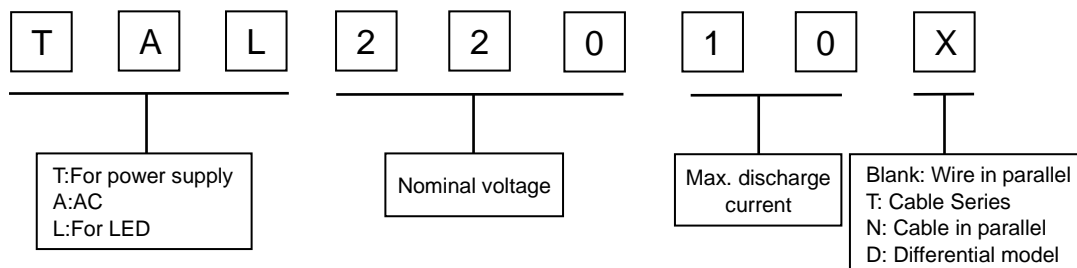 T A L 2 2 0 1 0 X
T:For power supply
A:AC
L:For LED
Nominal voltage
Max. discharge
current
Blank: Wire in parallel
T: Cable Series
N: Cable in parallel
D: Differential model